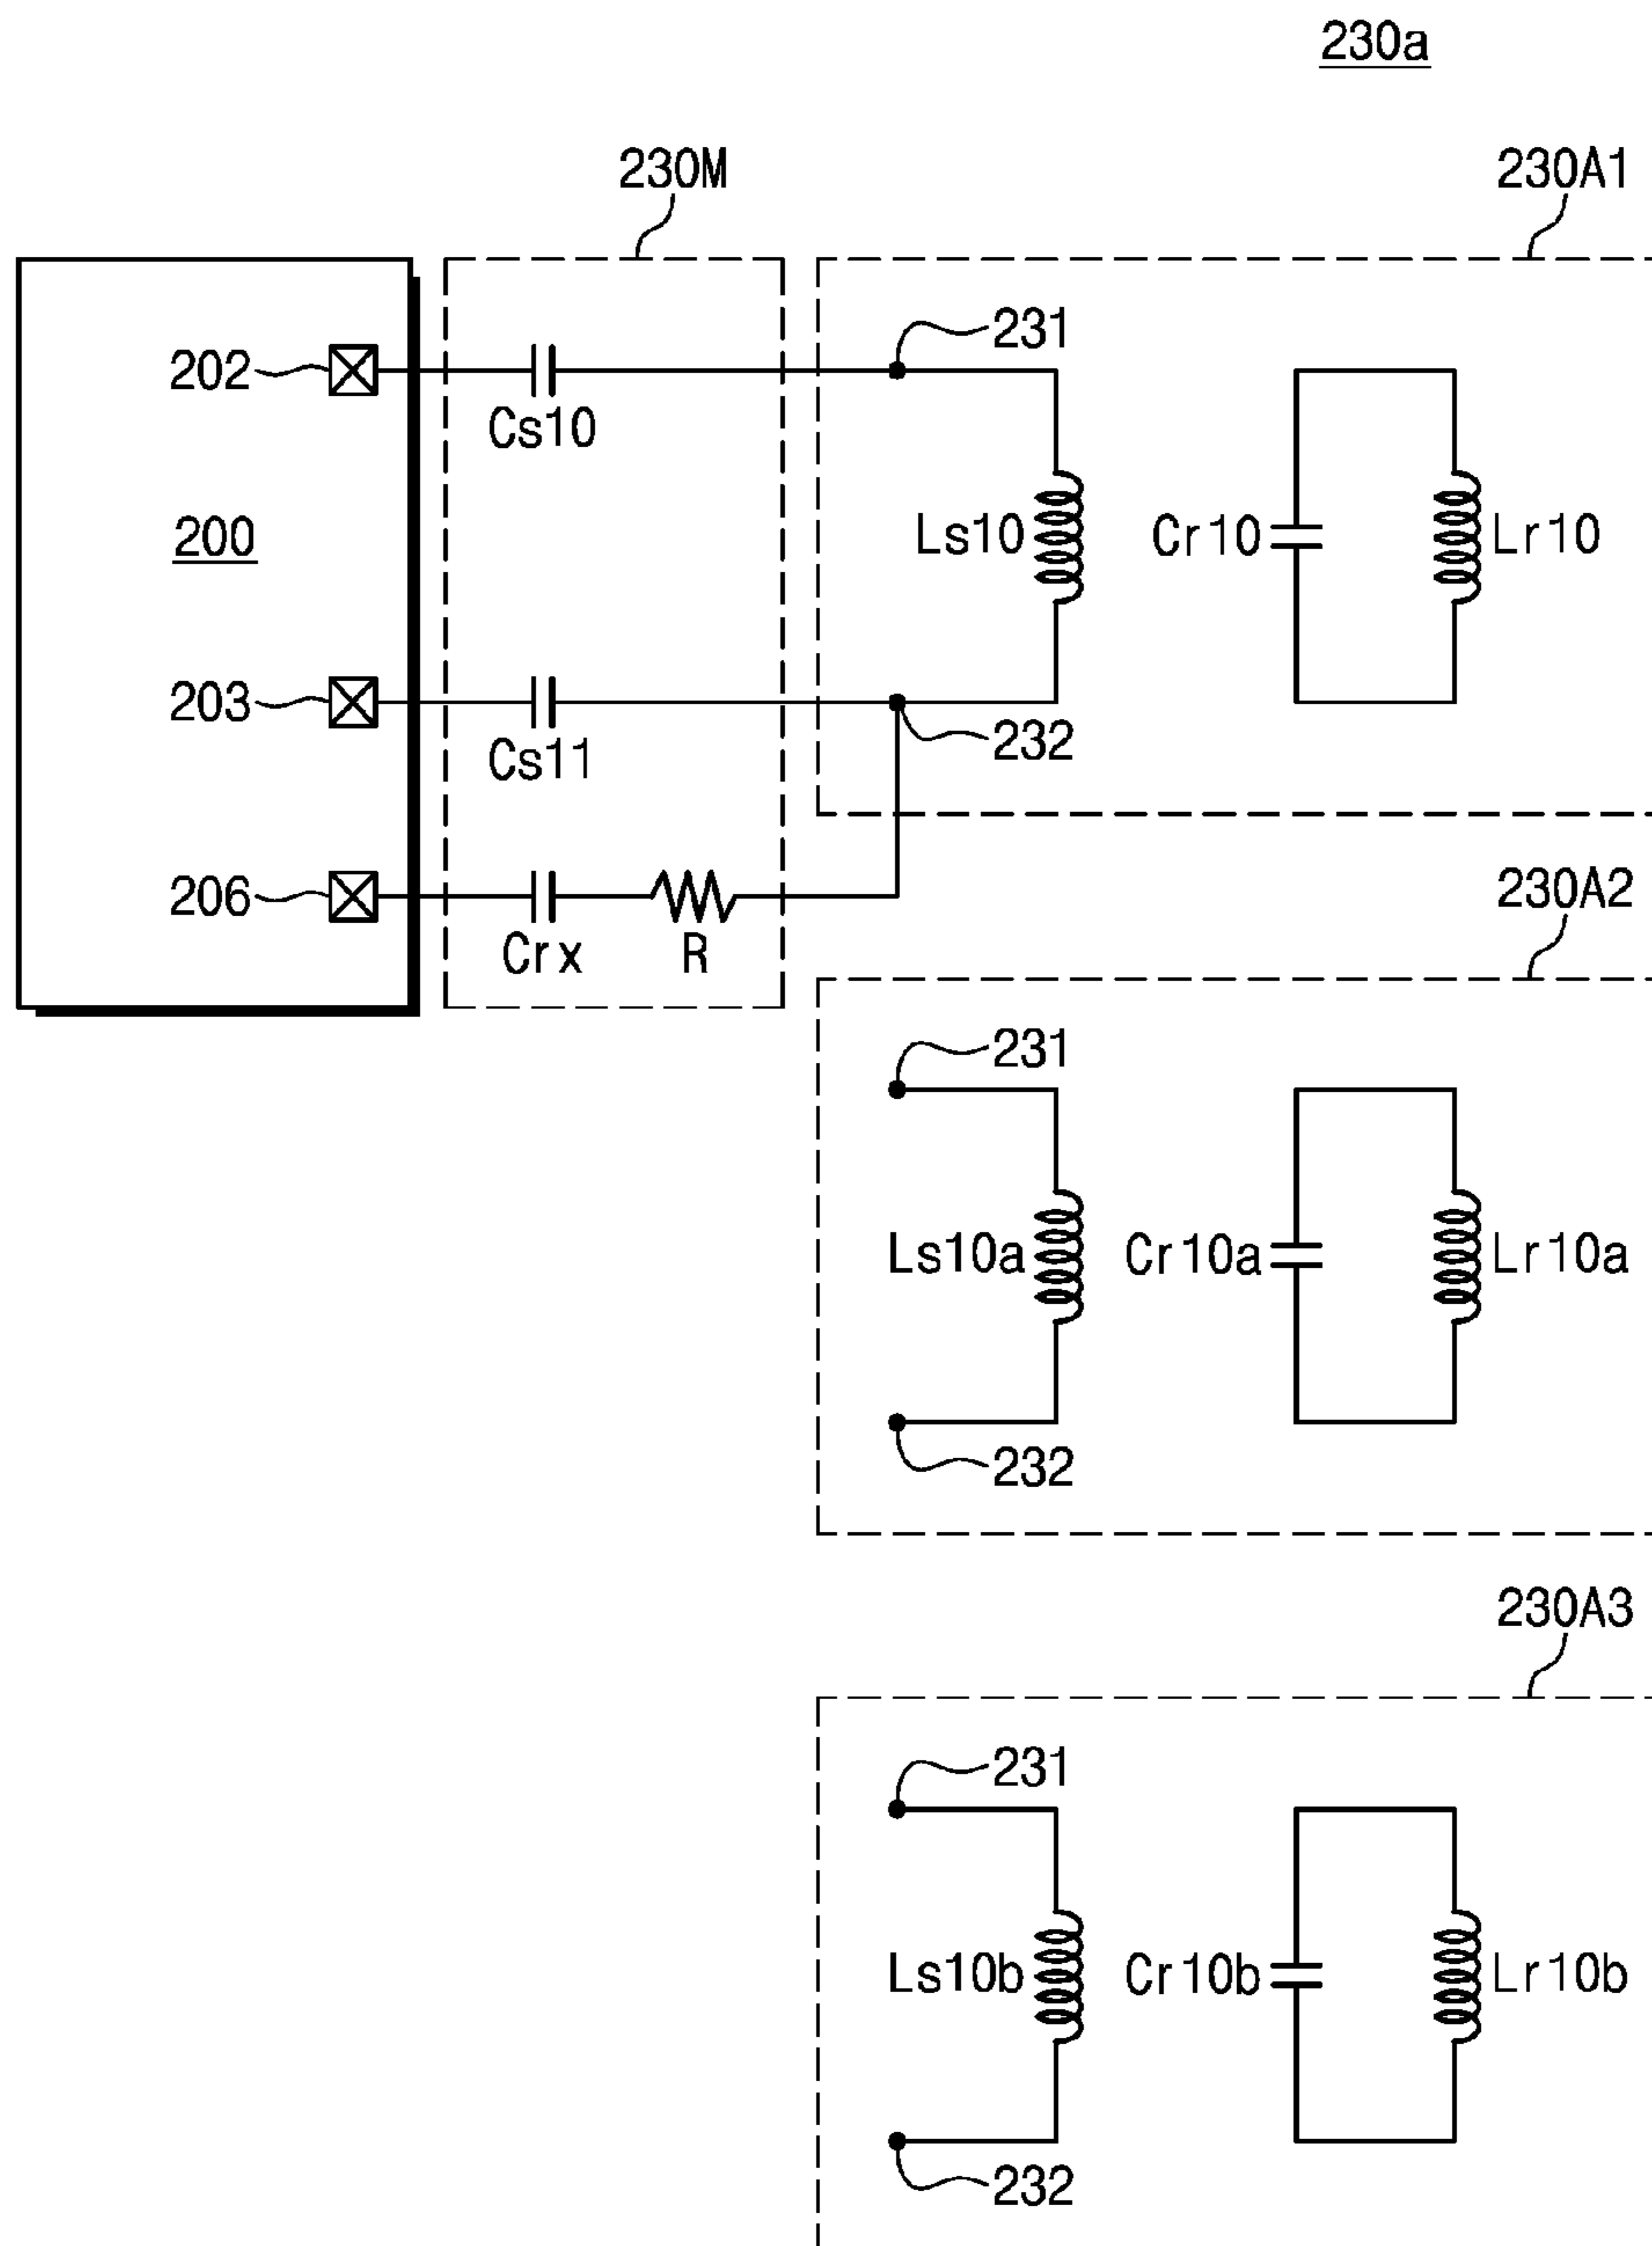 230a
230M
230A1
202
231
Cs10
200
Ls10
Cr10
Lr10
203
232
Cs11
206
Crx
R
230A2
231
Ls10a
Cr10a
Lr10a
232
230A3
231
Ls10b
Cr10b
Lr10b
232